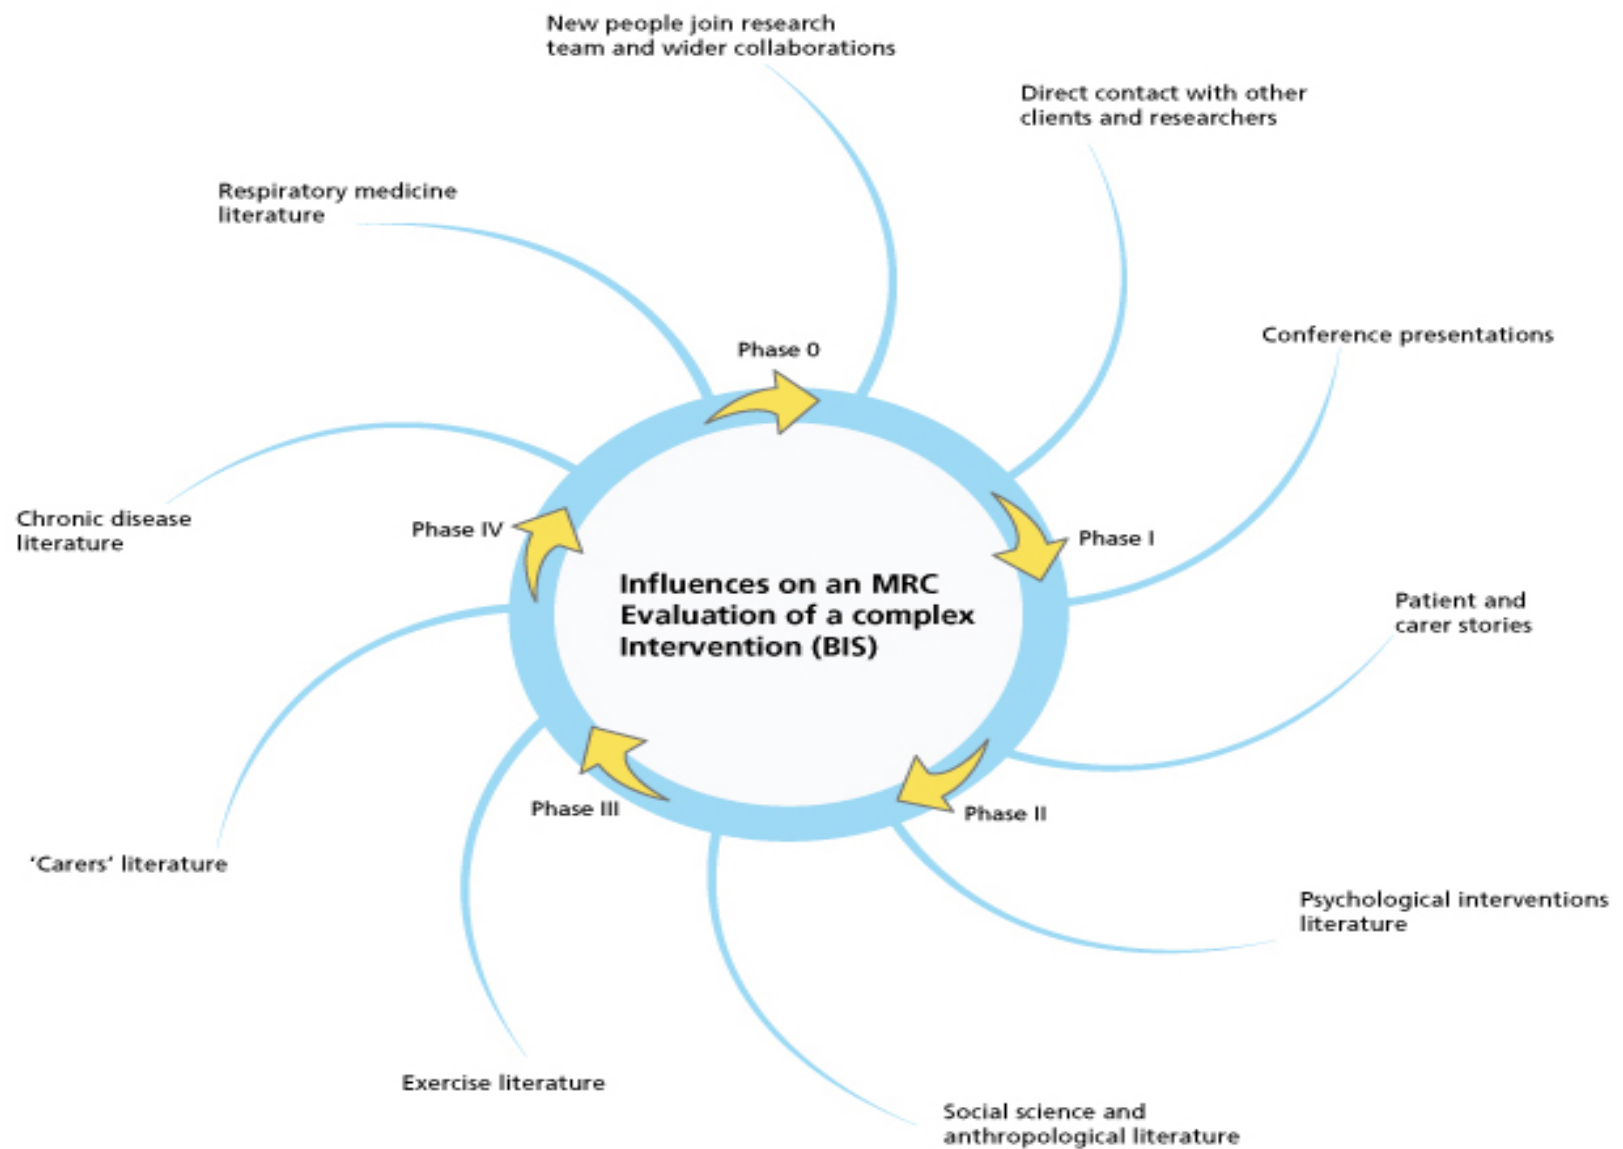 New people join research
team and wider collaborations
Direct contact with other
clients and researchers
Respiratory medicine
literature
Conference presentations
Phase 0
Chronic disease
literature
Phase IV
Phase I
Influences on an MRC
Evaluation of a complex
Intervention (BIS)
Patient and
carer stories
Phase III
Phase II
‘Carers’ literature
Psychological interventions
literature
Exercise literature
Social science and
anthropological literature